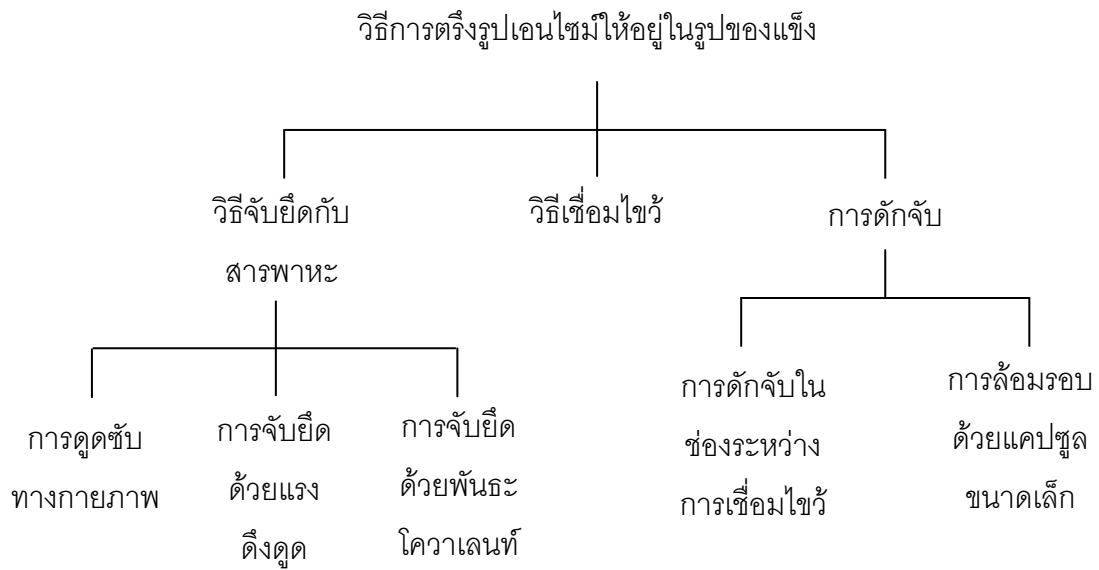 วิธีการตรึงรูปเอนไซม์ให้อยู่ในรูปของแข็ง
วิธีจับยึดกับ
สารพาหะ
วิธีเชื่อมไขว้
การดักจับ
การดูดซับ
ทางกายภาพ
การจับยึด
ด้วยแรง
ดึงดูด
การจับยึด
ด้วยพันธะ
โควาเลนท์
การดักจับใน
ช่องระหว่าง
การเชื่อมไขว้
การล้อมรอบ
ด้วยแคปซูล
ขนาดเล็ก